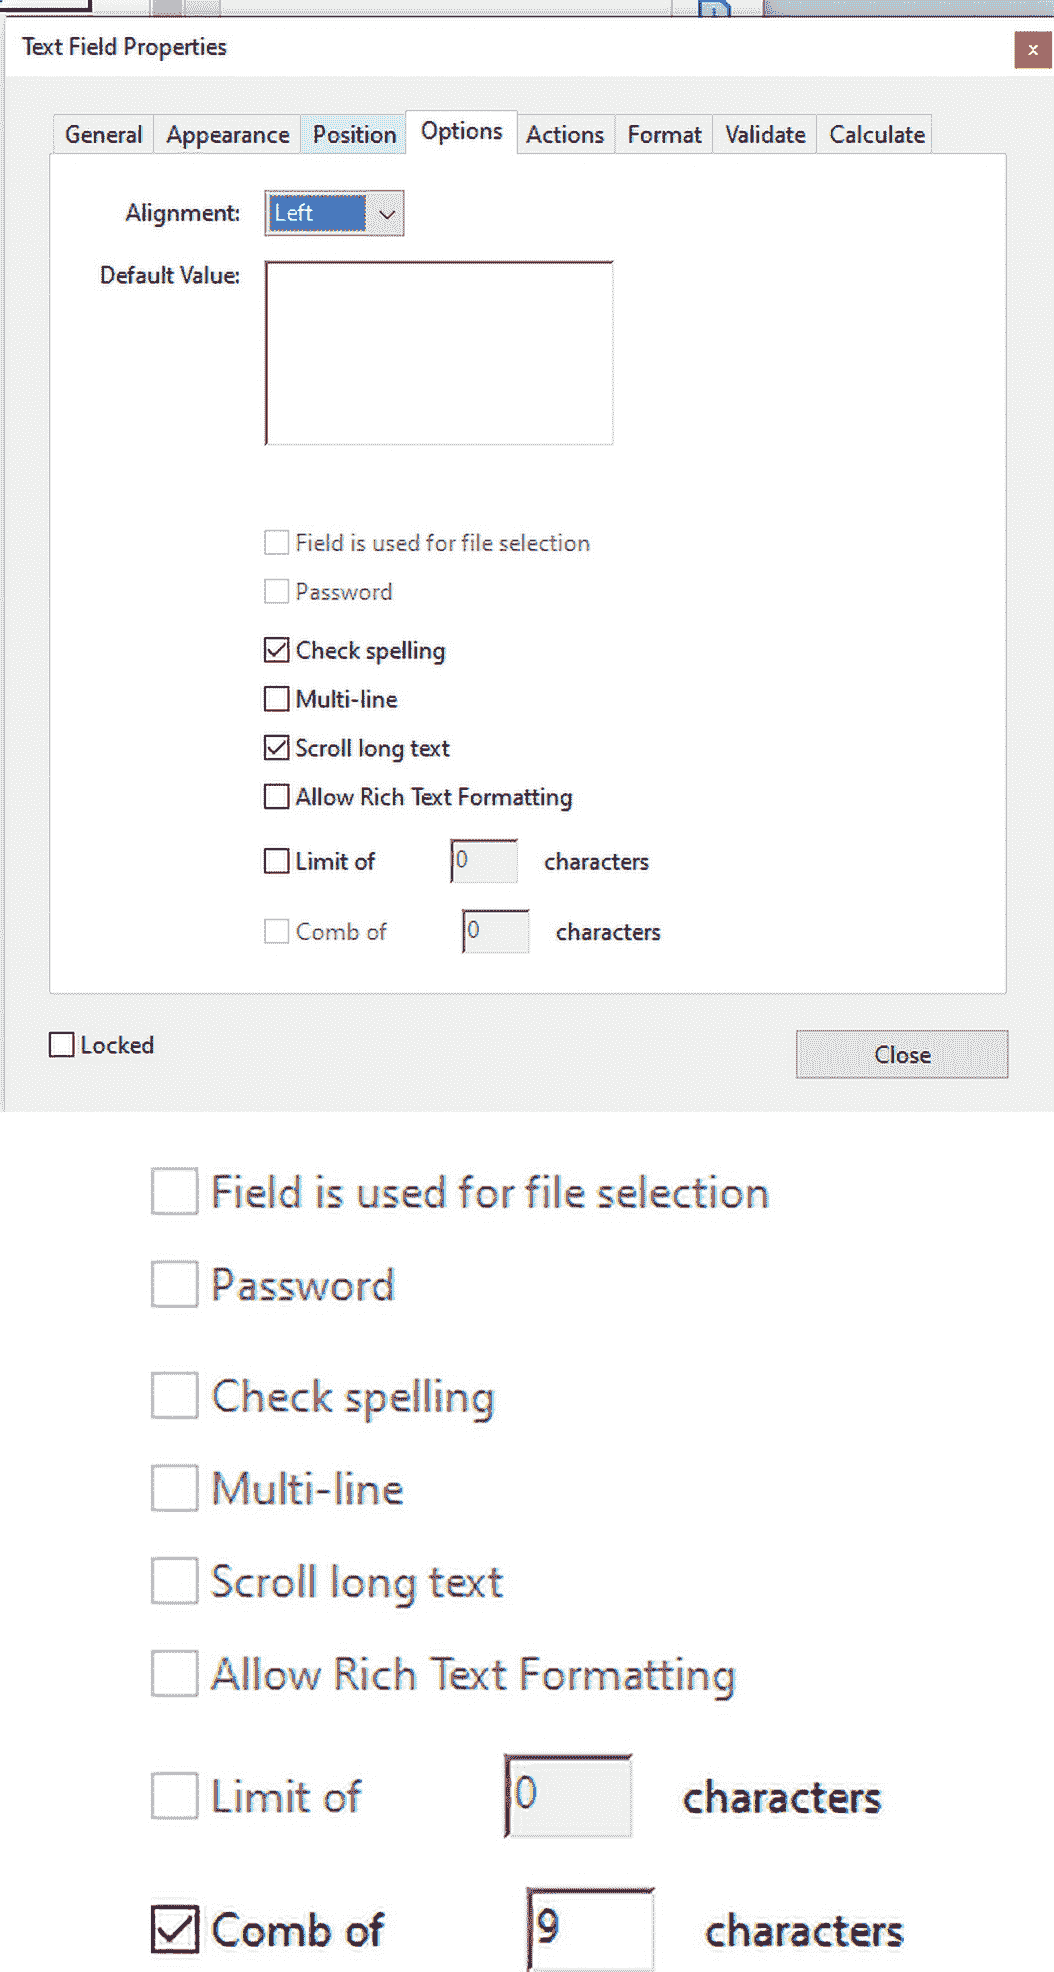 Text Field Properties
x
General Appearance Position Options Actions Format Validate Calculate
Alignment: Left
Default Value:
Field is used for file selection
Password
Check spelling
Multi-line
Scroll long text
Allow Rich Text Formatting
Limit of 0 characters
Comb of 0 characters
Locked
Close
Field is used for file selection
Password
Check spelling
Multi-line
Scroll long text
Allow Rich Text Formatting
Limit of 0 characters
Comb of 9 characters